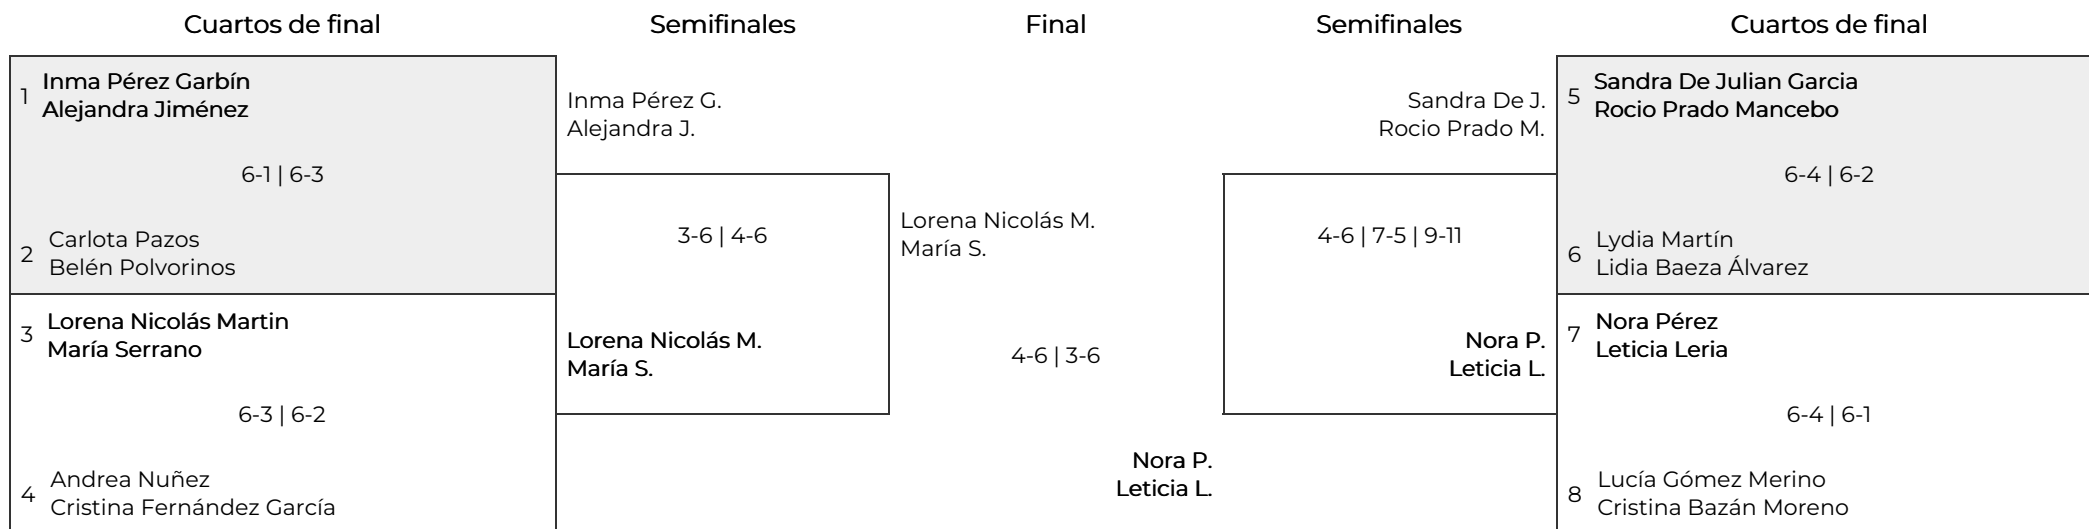 Cuartos de final
Semifinales
Final
Semifinales
Cuartos de final
1
Inma Pérez Garbín
Alejandra Jiménez
6-1 | 6-3
2
Carlota Pazos
Belén Polvorinos
3
Lorena Nicolás Martin
María Serrano
6-3 | 6-2
4
Andrea Nuñez
Cristina Fernández García
Inma Pérez G.
Alejandra J.
3-6 | 4-6
Lorena Nicolás M.
María S.
Lorena Nicolás M.
María S.
4-6 | 3-6
Nora P.
Leticia L.
Sandra De J.
Rocio Prado M.
4-6 | 7-5 | 9-11
Nora P.
Leticia L.
5
Sandra De Julian Garcia
Rocio Prado Mancebo
6-4 | 6-2
6
Lydia Martín
Lidia Baeza Álvarez
7
Nora Pérez
Leticia Leria
6-4 | 6-1
8
Lucía Gómez Merino
Cristina Bazán Moreno